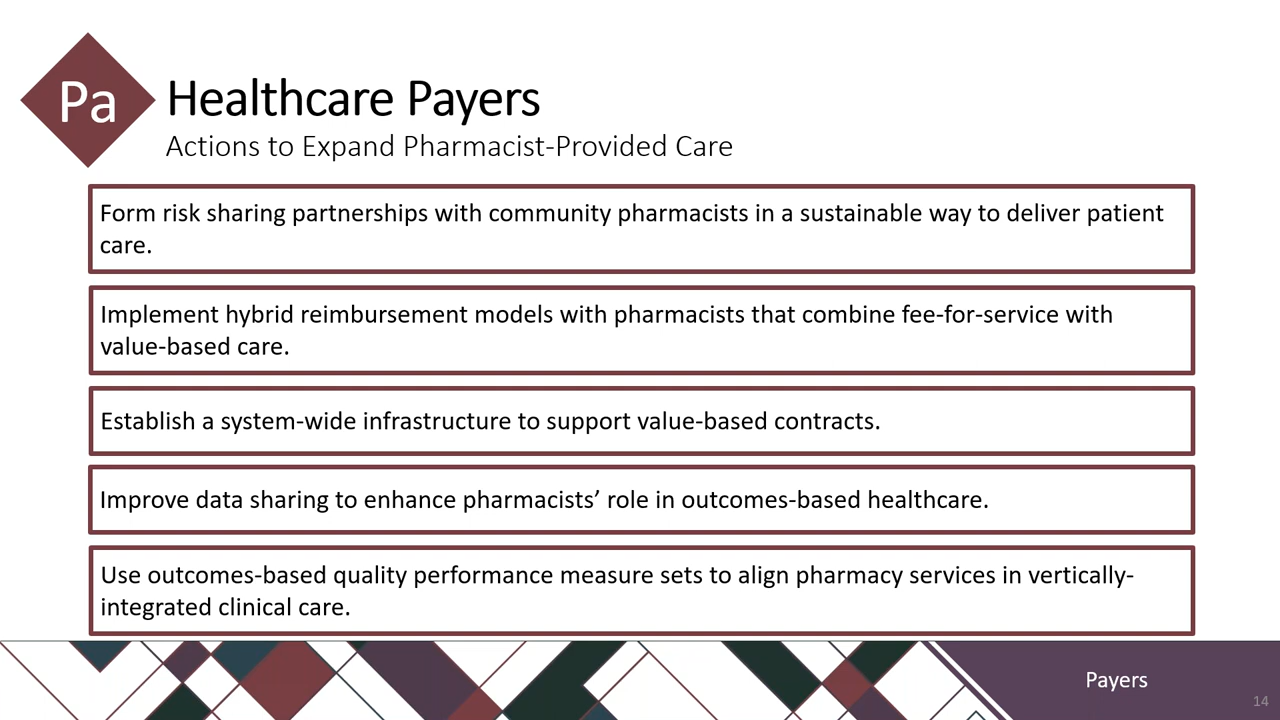 Pa
Healthcare Payers
Actions to Expand Pharmacist-Provided Care
Form risk sharing partnerships with community pharmacists in a sustainable way to deliver patient
care.
Implement hybrid reimbursement models with pharmacists that combine fee-for-service with
value-based care.
Establish a system-wide infrastructure to support value-based contracts.
Improve data sharing to enhance pharmacists’ role in outcomes-based healthcare.
Use outcomes-based quality performance measure sets to align pharmacy services in vertically-
integrated clinical care.
Payers
14